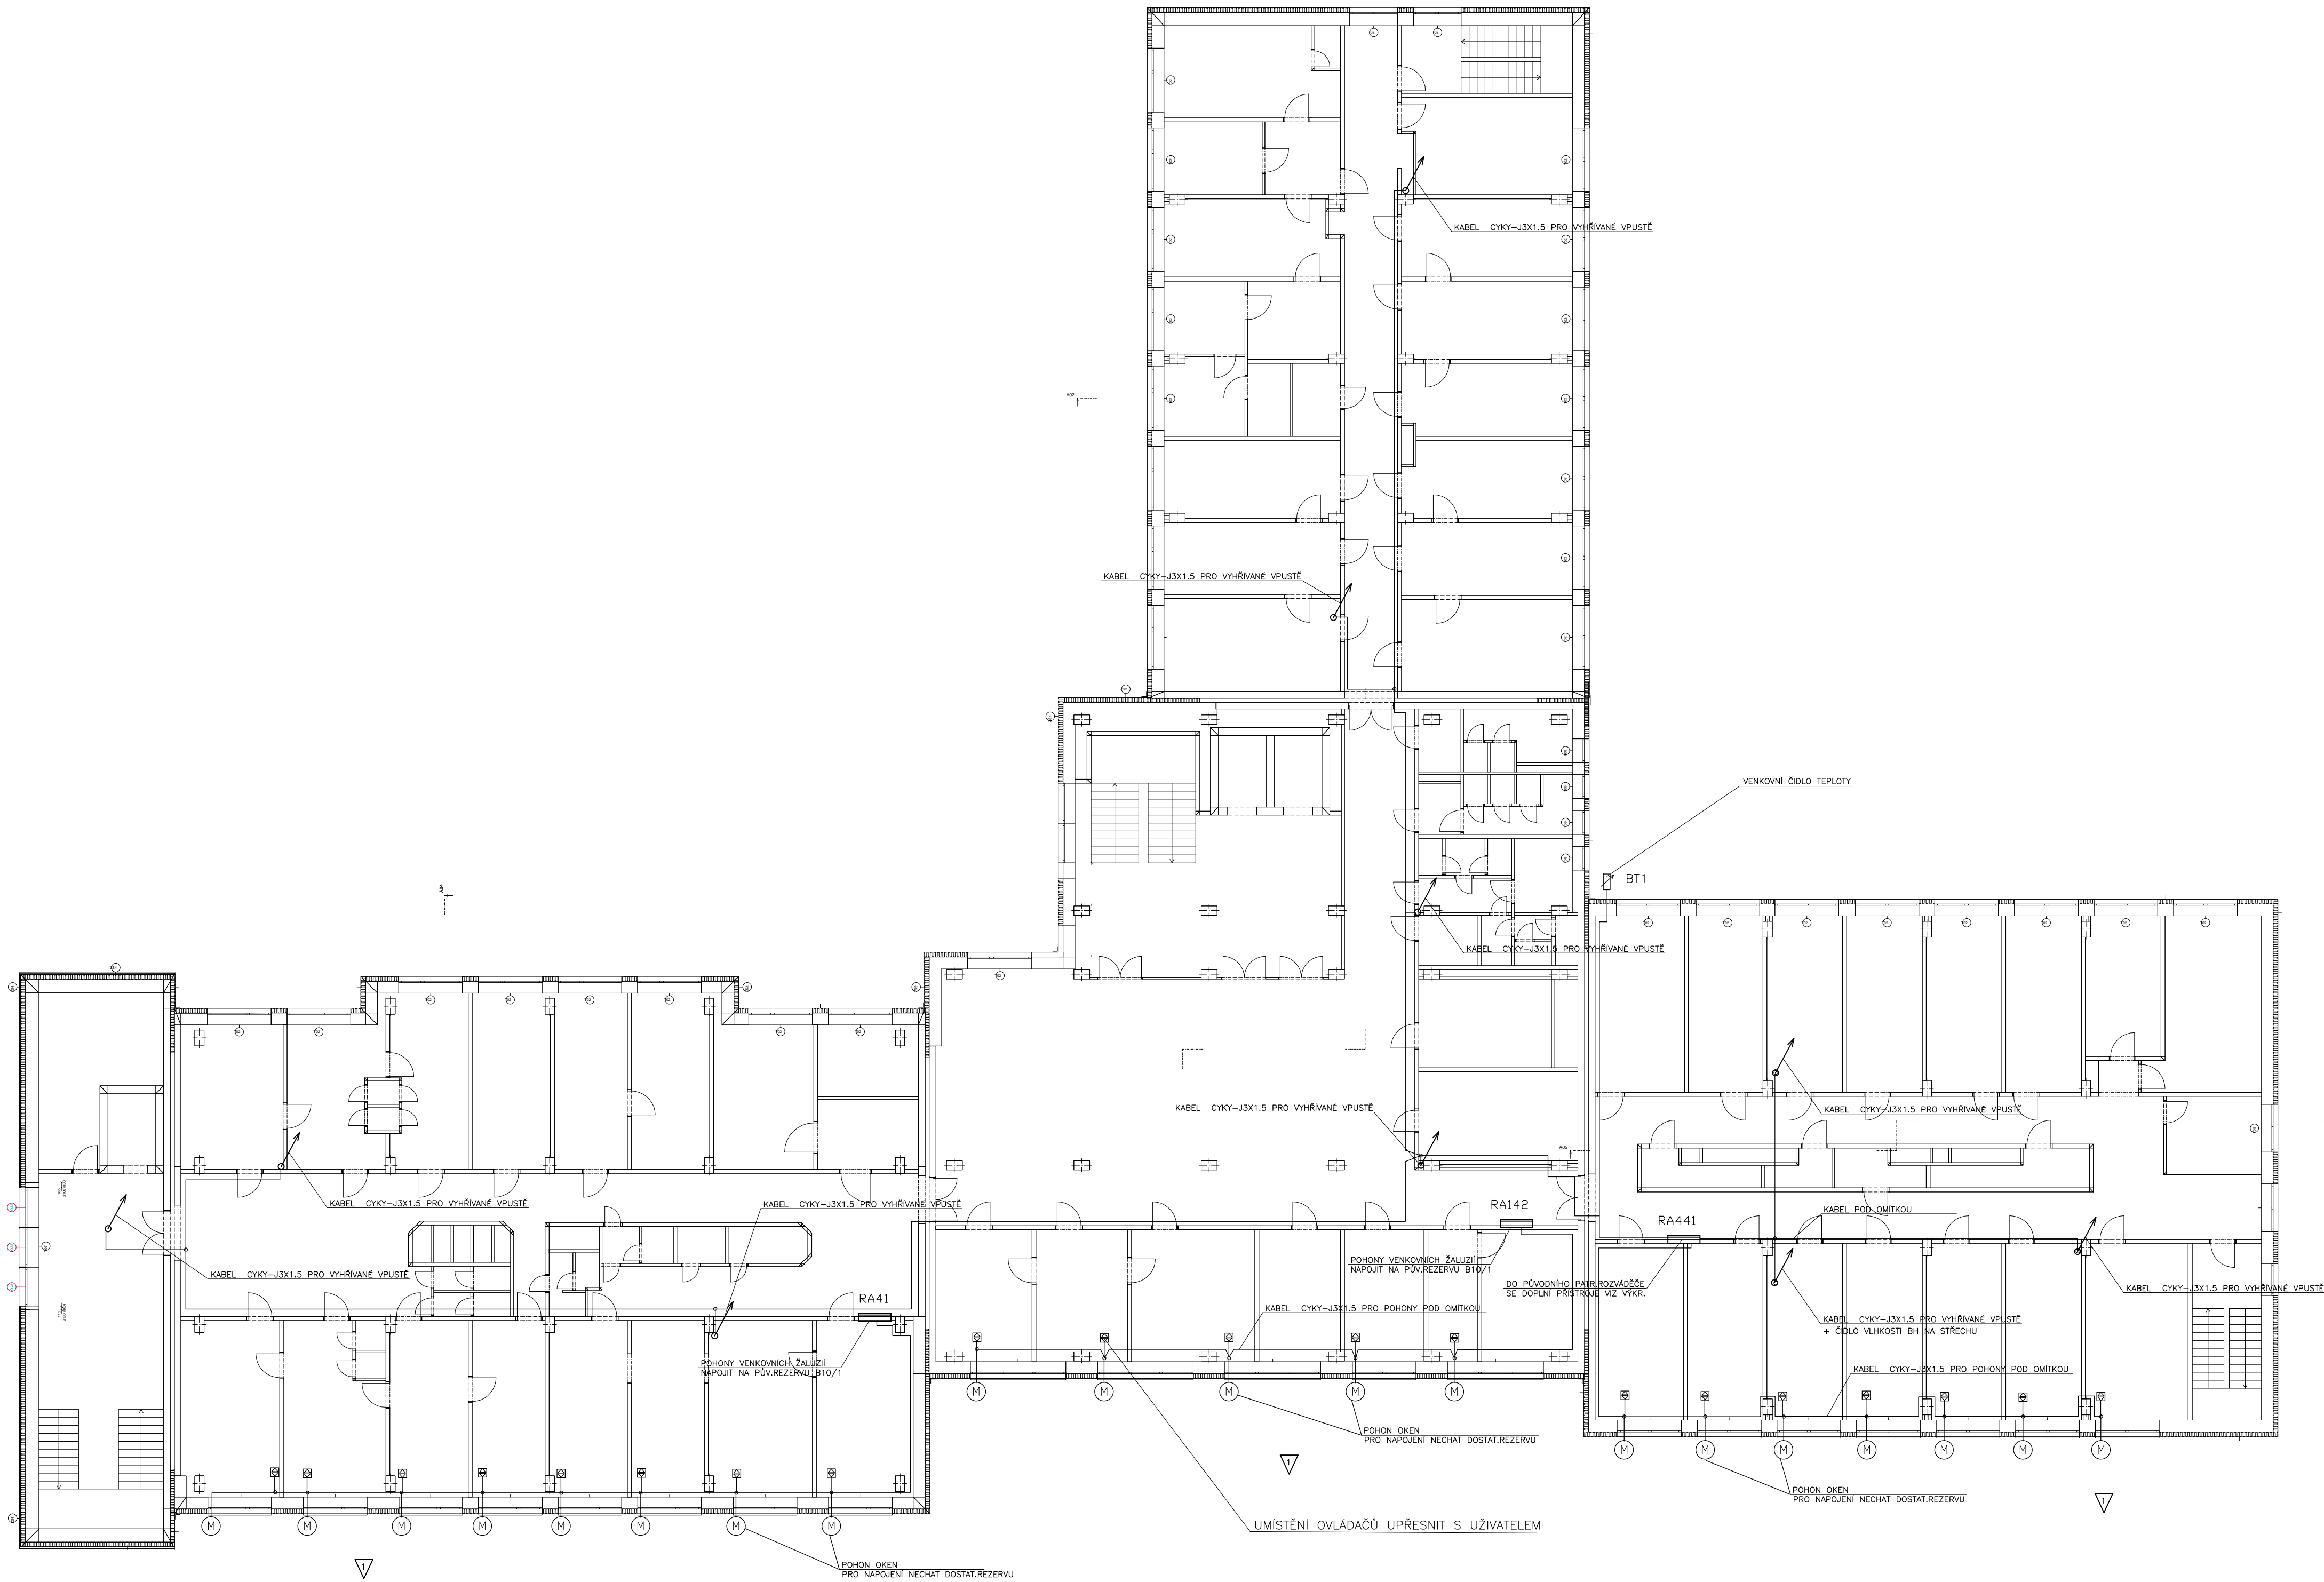 KABEL CYKY-J3X1.5 PRO VYHŘÍVANÉ VPUSTĚ
A02
KABEL CYKY-J3X1.5 PRO VYHŘÍVANÉ VPUSTĚ
VENKOVNÍ ČIDLO TEPLOTY
BT1
A04
KABEL CYKY-J3X1.5 PRO VYHŘÍVANÉ VPUSTĚ
KABEL CYKY-J3X1.5 PRO VYHŘÍVANÉ VPUSTĚ
KABEL CYKY-J3X1.5 PRO VYHŘÍVANÉ VPUSTĚ
A05
KABEL CYKY-J3X1.5 PRO VYHŘÍVANÉ VPUSTĚ
KABEL CYKY-J3X1.5 PRO VYHŘÍVANÉ VPUSTĚ
RA142
KABEL POD OMÍTKOU
RA441
POHONY VENKOVNÍCH ŽALUZIÍ
NAPOJIT NA PŮV.REZERVU B10/1
KABEL CYKY-J3X1.5 PRO VYHŘÍVANÉ VPUSTĚ
DO PŮVODNÍHO PATR.ROZVÁDĚČE
SE DOPLNÍ PŘÍSTROJE VIZ VÝKR.
KABEL CYKY-J3X1.5 PRO VYHŘÍVANÉ VPUSTĚ
RA41
KABEL CYKY-J3X1.5 PRO POHONY POD OMÍTKOU
KABEL CYKY-J3X1.5 PRO VYHŘÍVANÉ VPUSTĚ
+ ČIDLO VLHKOSTI BH NA STŘECHU
POHONY VENKOVNÍCH ŽALUZIÍ
NAPOJIT NA PŮV.REZERVU B10/1
KABEL CYKY-J3X1.5 PRO POHONY POD OMÍTKOU
M M M M M
POHON OKEN
PRO NAPOJENÍ NECHAT DOSTAT.REZERVU
M M M M M M M
1
POHON OKEN
PRO NAPOJENÍ NECHAT DOSTAT.REZERVU
1
M M M M M M M M
UMÍSTĚNÍ OVLÁDAČŮ UPŘESNIT S UŽIVATELEM
1
POHON OKEN
PRO NAPOJENÍ NECHAT DOSTAT.REZERVU